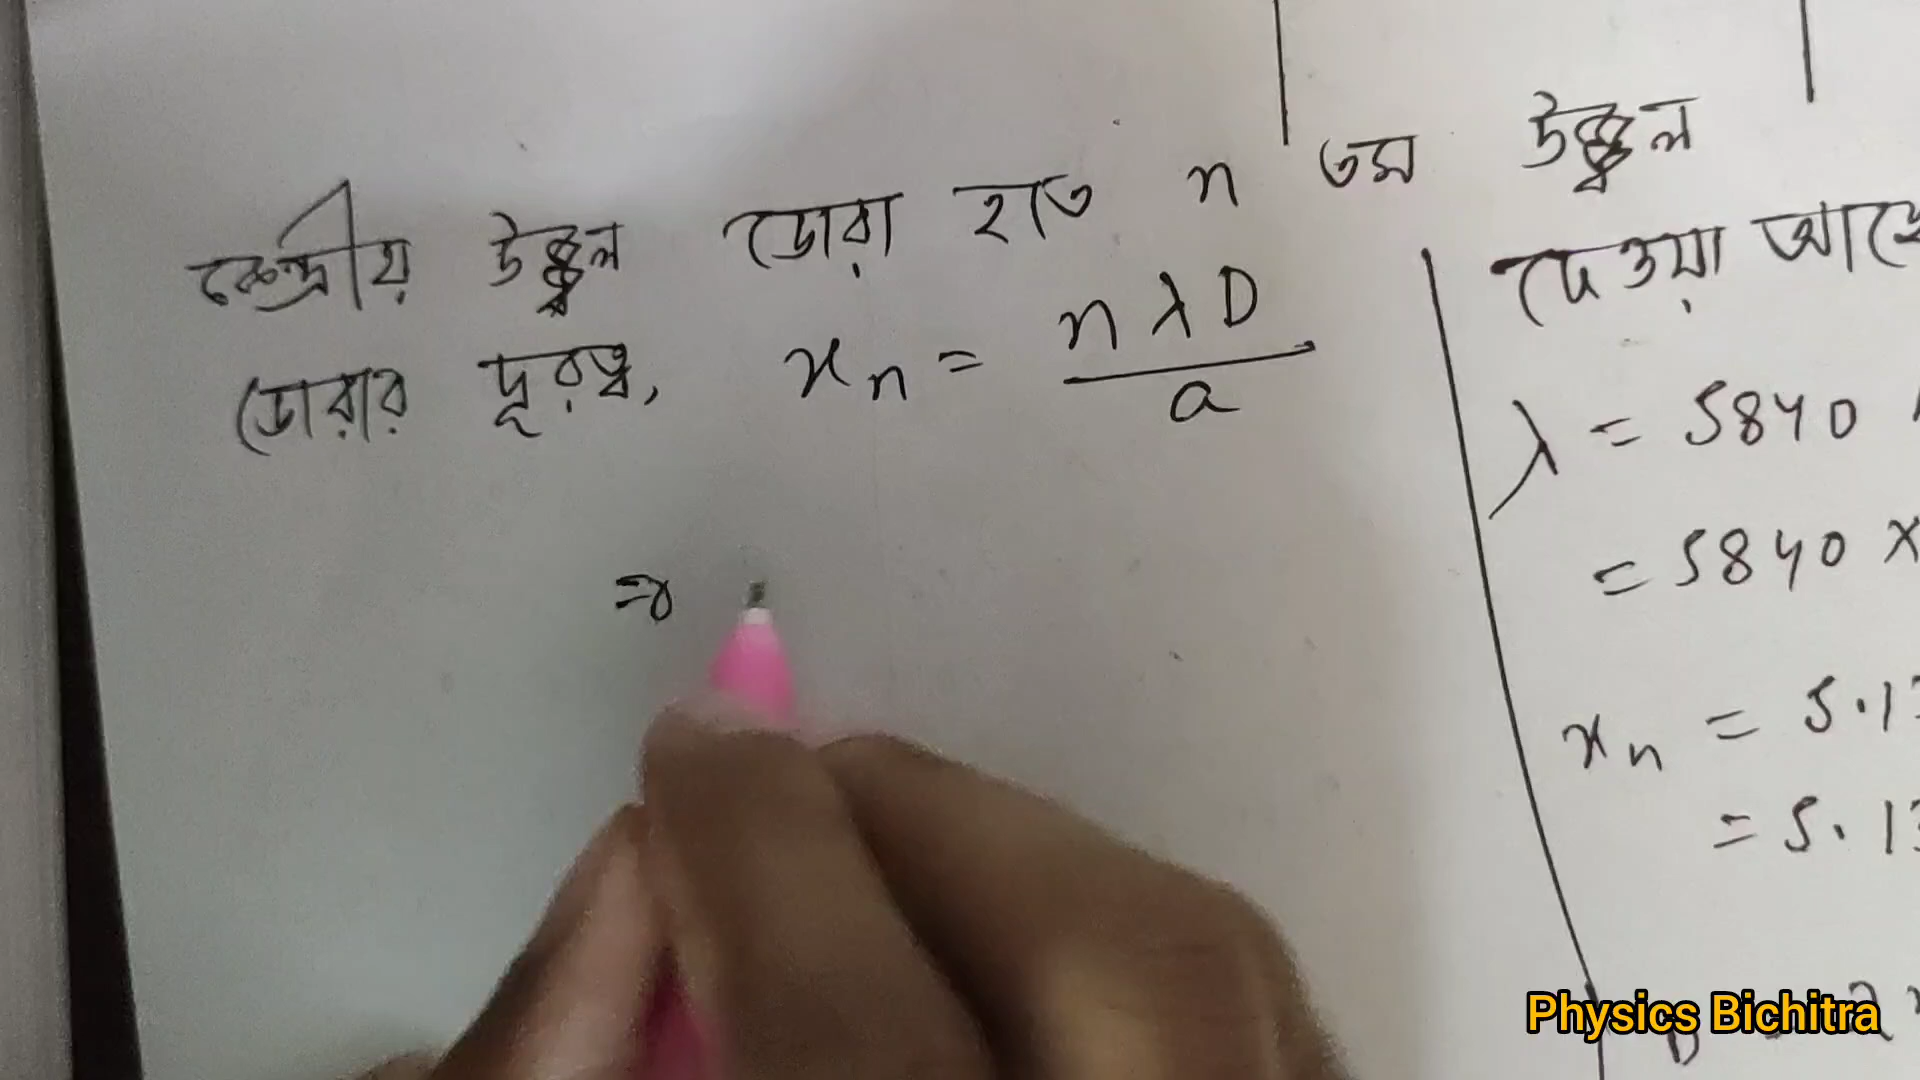 কেন্দ্রীয় উজ্জ্বল ডোরা হতে n তম উজ্জ্বল
ডোরার দূরত্ব, xₙ = nλD / a
⇒
দেওয়া আছে
λ = 5840
= 5840 ×
xₙ = 5.1
= 5.1
D
Physics Bichitra